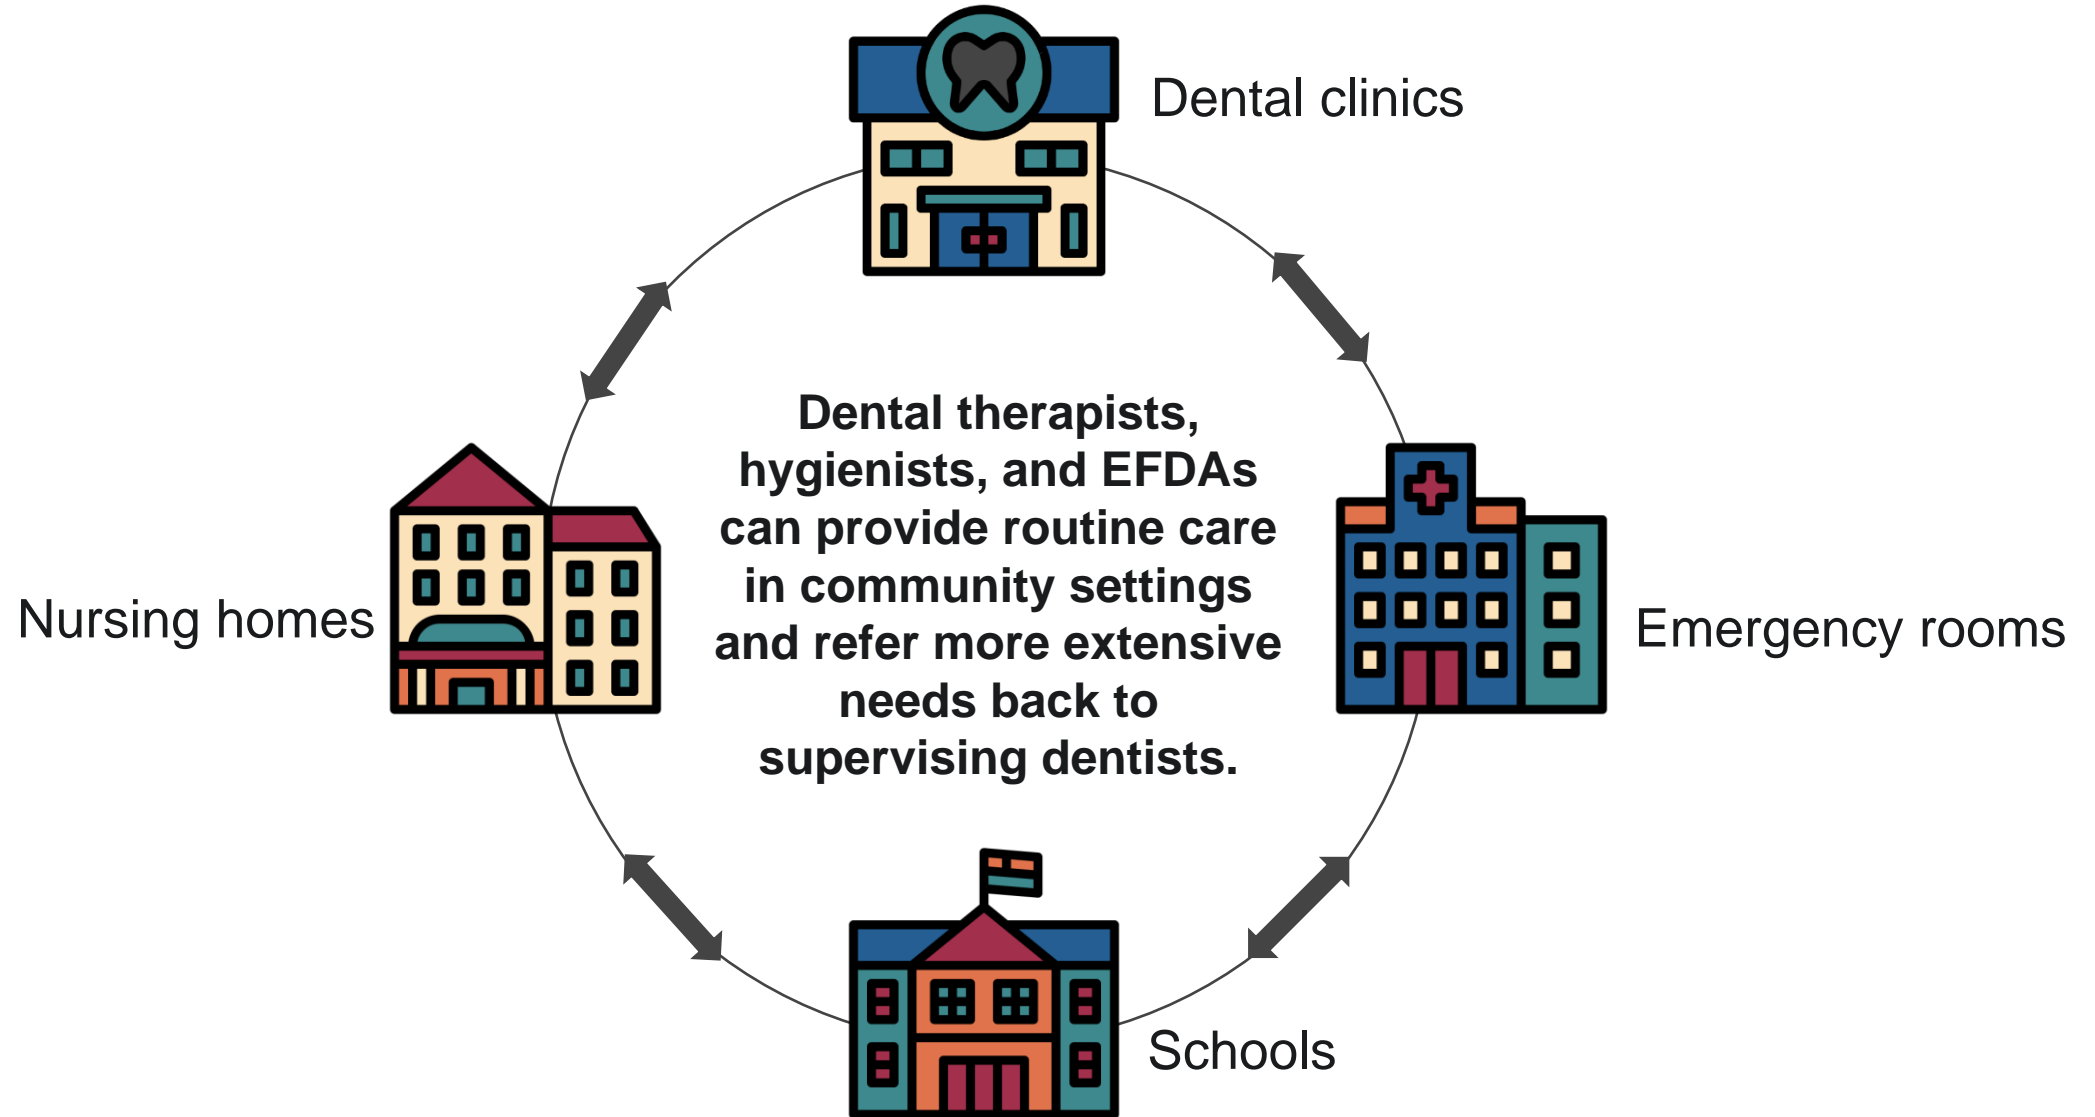 Dental clinics
Dental therapists,
hygienists, and EFDAs
can provide routine care
in community settings
and refer more extensive
needs back to
supervising dentists.
Nursing homes
Emergency rooms
Schools